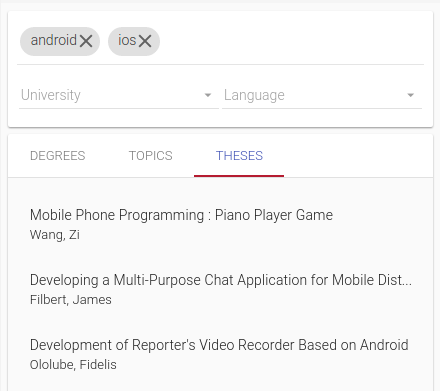 android ios
University Language
DEGREES TOPICS THESES
Mobile Phone Programming : Piano Player Game
Wang, Zi
Developing a Multi-Purpose Chat Application for Mobile Dist...
Filbert, James
Development of Reporter's Video Recorder Based on Android
Ololube, Fidelis